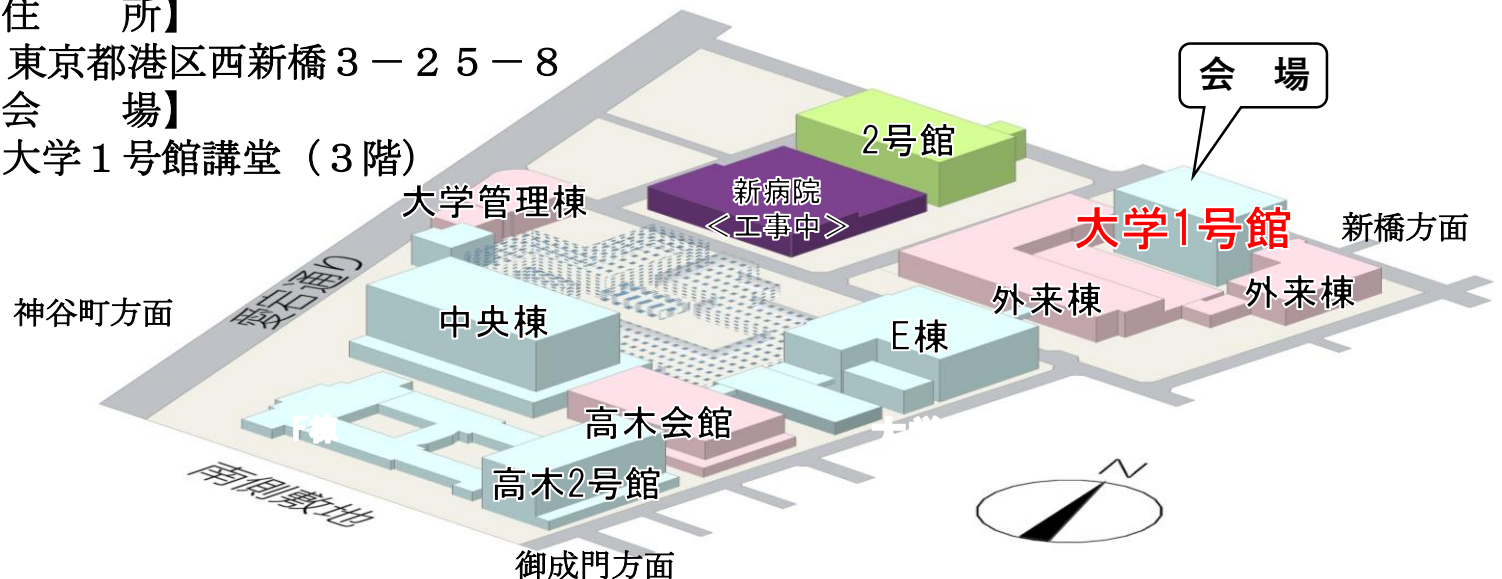 住　　所】
東京都港区西新橋３－２５－８
会　　場】
大学１号館講堂（３階）
会　場
2号館
新病院
＜工事中＞
大学管理棟
大学1号館
新橋方面
愛宕通り
神谷町方面
中央棟
E棟
外来棟
外来棟
F棟
高木会館
大学
高木2号館
南側敷地
N
御成門方面